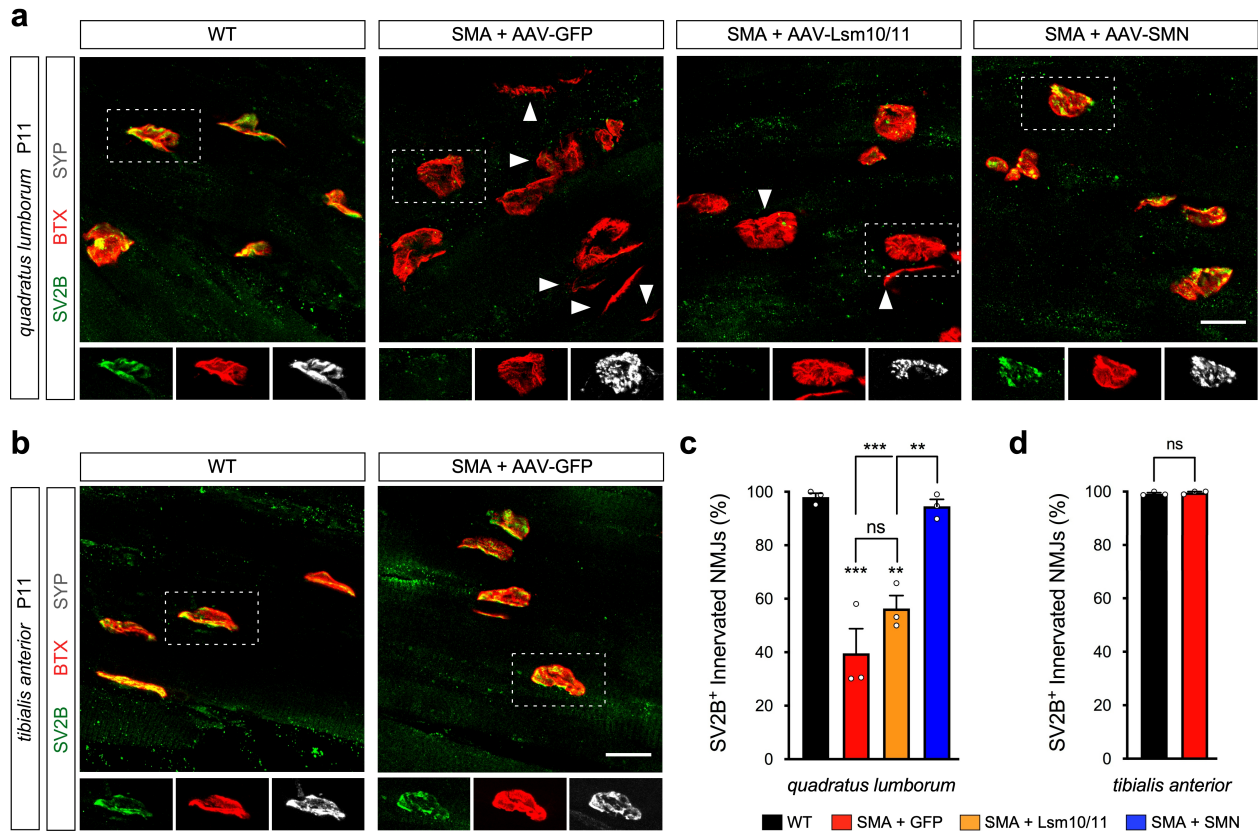 a
WT
SMA + AAV-GFP
SMA + AAV-Lsm10/11
SMA + AAV-SMN
quadratus lumborum P11
SV2B BTX SYP
b
WT
SMA + AAV-GFP
tibialis anterior P11
SV2B BTX SYP
c
SV2B+ Innervated NMJs (%)
100
80
60
40
20
0
***
**
ns
***
**
quadratus lumborum
d
SV2B+ Innervated NMJs (%)
100
80
60
40
20
0
ns
tibialis anterior
WT
SMA + GFP
SMA + Lsm10/11
SMA + SMN